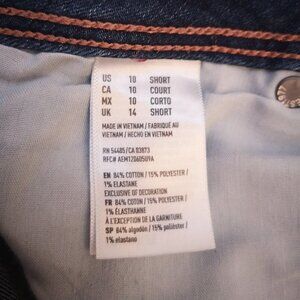 US 10 SHORT
CA 10 COURT
MX 10 CORTO
UK 14 SHORT
MADE IN VIETNAM / FABRIQUÉ AU
VIETNAM / HECHO EN VIETNAM
RN 54485/CA 03873
RFC# AEM1206050U9A
EN 84% COTTON / 15% POLYESTER /
1% ELASTANE
EXCLUSIVE OF DECORATION
FR 84% COTON / 15% POLYESTER /
1% ÉLASTHANNE
À L'EXCEPTION DE LA GARNITURE
SP 84% algodón / 15% poliéster /
1% elastano